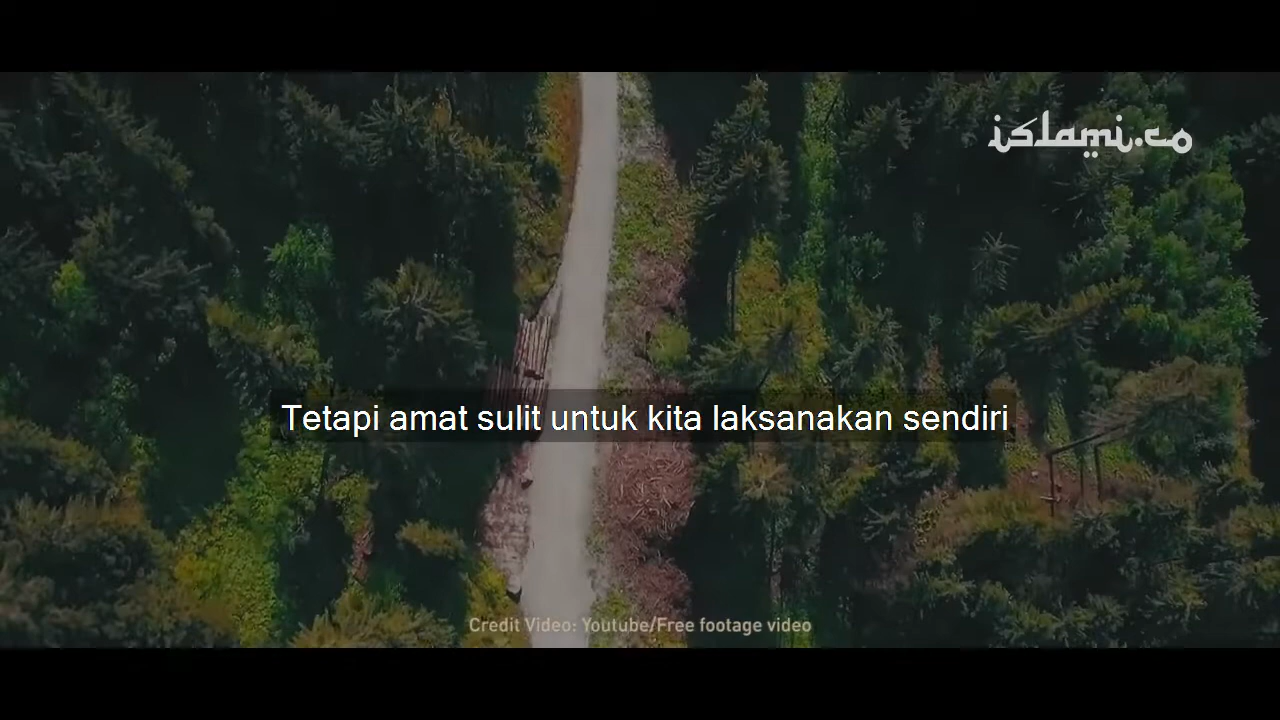 islami.co
Tetapi amat sulit untuk kita laksanakan sendiri
Credit Video: Youtube/Free footage video